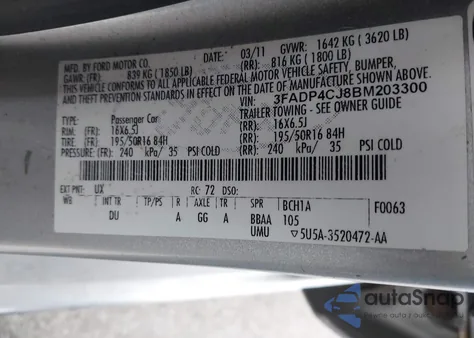 MFD. BY FORD MOTOR CO.
DATE: 03/11 GVWR: 1642 KG (3620 LB)
GAWR: (FR): 839 KG (1850 LB) (RR): 816 KG (1800 LB)
THIS VEHICLE CONFORMS TO ALL APPLICABLE FEDERAL MOTOR VEHICLE SAFETY, BUMPER,
AND THEFT PREVENTION STANDARDS IN EFFECT ON THE DATE OF MANUFACTURE SHOWN ABOVE.
VIN: 3FADP4CJ8BM203300
TYPE: Passenger Car TRAILER TOWING - SEE OWNER GUIDE
RIM: (FR) 16X6.5J (RR) 16X6.5J
TIRE: (FR) 195/50R16 84H (RR) 195/50R16 84H
PRESSURE: (FR) 240 kPa/ 35 PSI COLD (RR) 240 kPa/ 35 PSI COLD
EXT PNT: UX RC: 72 DSO:
WB INT TR TP/PS R AXLE TR SPR BCH1A F0063
DU A GG A BBAA 105
UMU 5U5A-3520472-AA
autoSnap